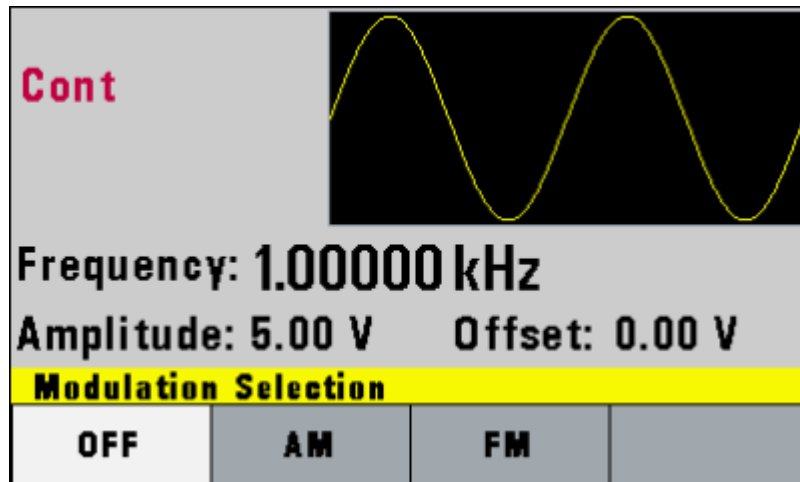 Cont
Frequency: 1.00000 kHz
Amplitude: 5.00 V Offset: 0.00 V
Modulation Selection
OFF AM FM